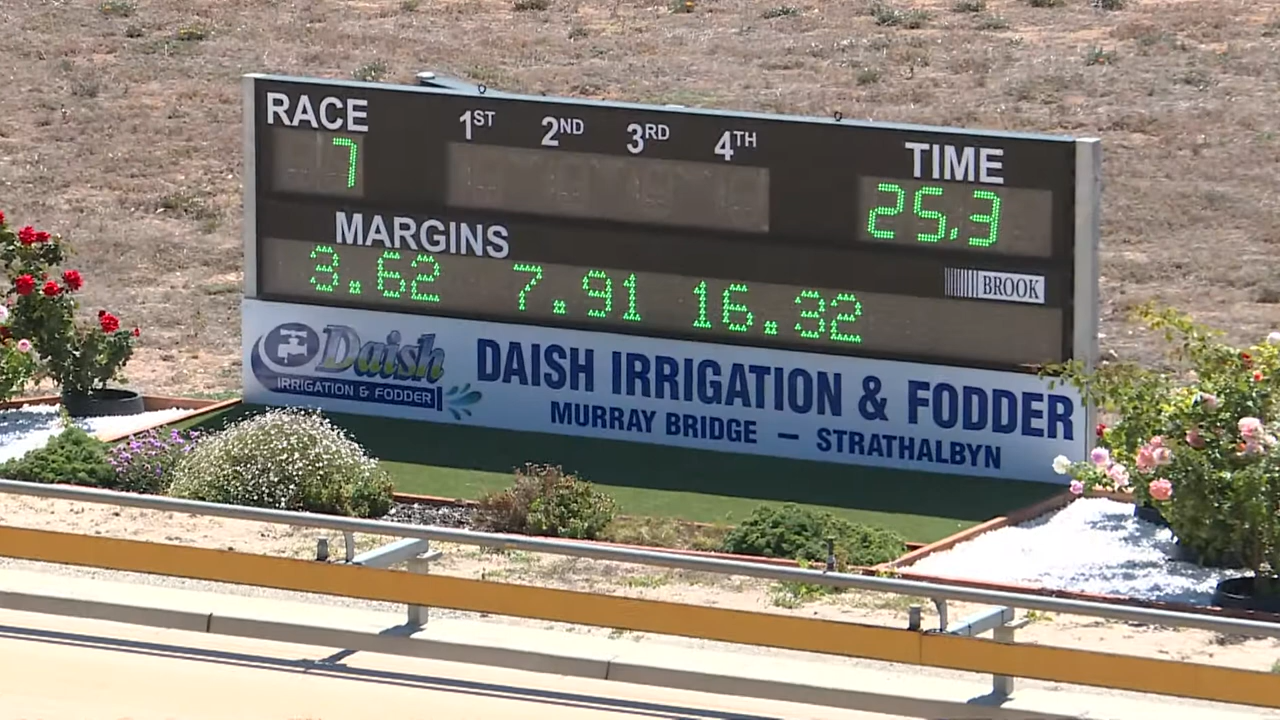 RACE 1ST 2ND 3RD 4TH TIME
7 25.3
MARGINS
3.62 7.91 16.32
BROOK
Daish
IRRIGATION & FODDER
DAISH IRRIGATION & FODDER
MURRAY BRIDGE – STRATHALBYN